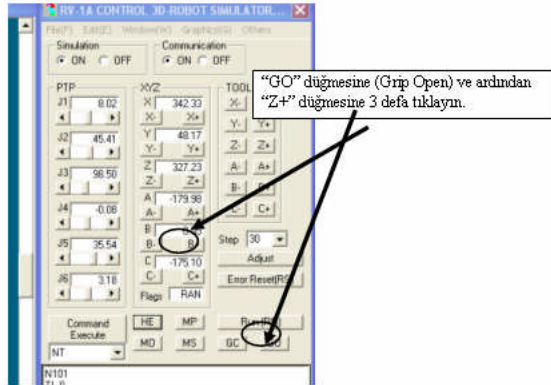 RV-1A CONTROL 3D-ROBOT SIMULATOR...
File(F) Edit(E) Window(W) Graphics(G) Others
Simulation Communication
ON OFF ON OFF
PTP XYZ TOOL
“GO” düğmesine (Grip Open) ve ardından
“Z+” düğmesine 3 defa tıklayın.
J1 8.02 X 342.33 X-
X- X+
J2 45.41 Y 48.17 Y- Y+
Y- Y+ Z- Z+
J3 98.50 Z 327.23 A- A+
Z- Z+
J4 -0.08 A -179.98 B-
A- A+ C- C+
J5 35.54 B Step 30
B- Adjust
J6 3.18 C -175.10
C- C+ Error Reset(RS)
Flags RAN
Command Execute HE MP
NT MO MS GC
N101